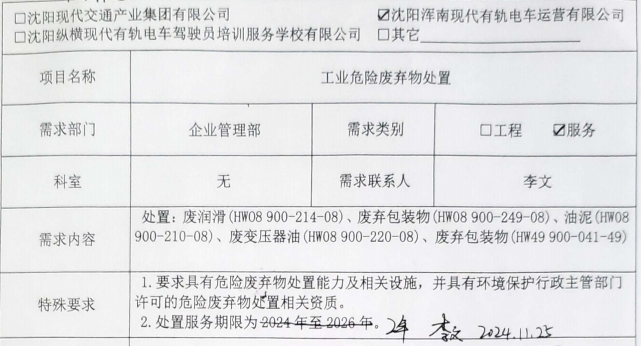 □沈阳现代交通产业集团有限公司 ☑沈阳浑南现代有轨电车运营有限公司
□沈阳纵横现代有轨电车驾驶员培训服务学校有限公司 □其它
项目名称 工业危险废弃物处置
需求部门 企业管理部 需求类别 □工程 ☑服务
科室 无 需求联系人 李文
处置：废润滑(HW08 900-214-08)、废弃包装物(HW08 900-249-08)、油泥(HW08
需求内容 900-210-08)、废变压器油(HW08 900-220-08)、废弃包装物(HW49 900-041-49)
1.要求具有危险废弃物处置能力及相关设施，并具有环境保护行政主管部门
特殊要求 许可的危险废弃物处置相关资质。
2.处置服务期限为2024年至2026年。2年 李文 2024.11.25